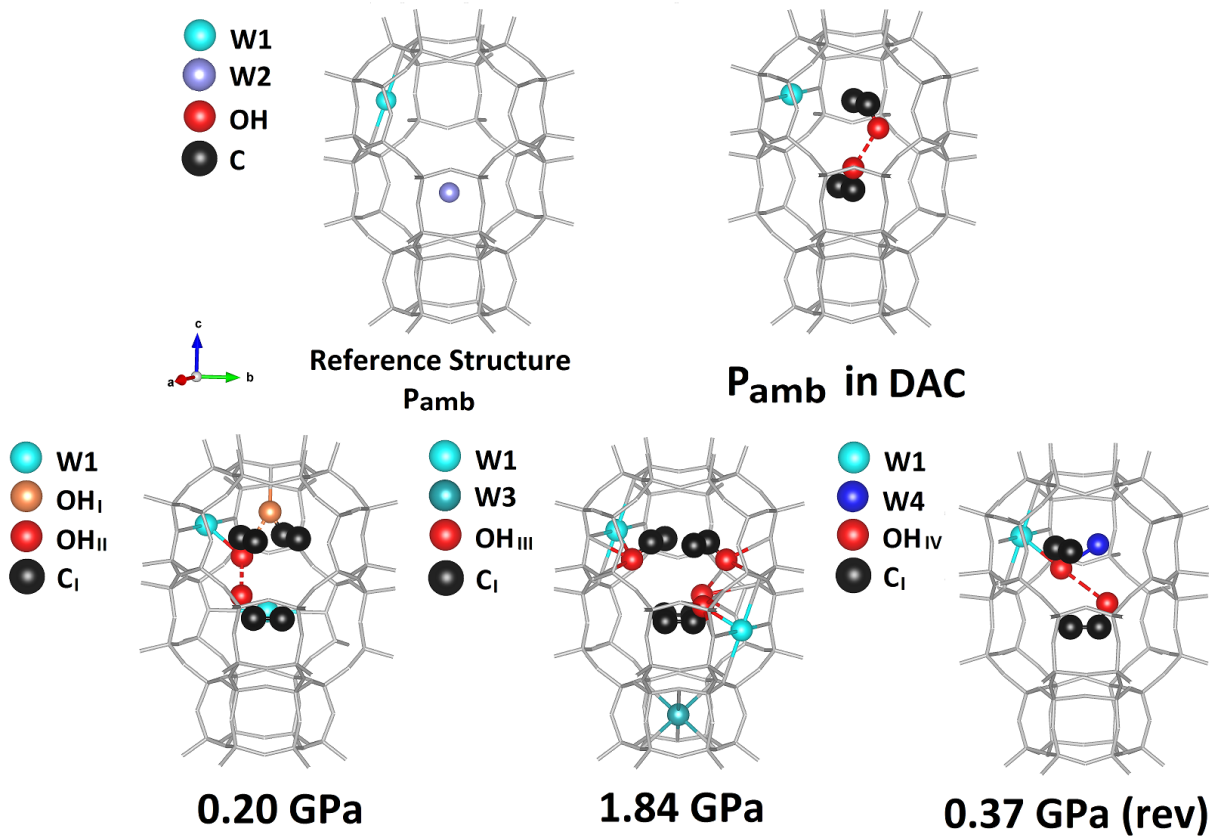 W1
W2
OH
C
c
a
b
Reference Structure
Pamb
Pamb in DAC
W1
OHI
OHII
CI
W1
W3
OHIII
CI
W1
W4
OHIV
CI
0.20 GPa
1.84 GPa
0.37 GPa (rev)